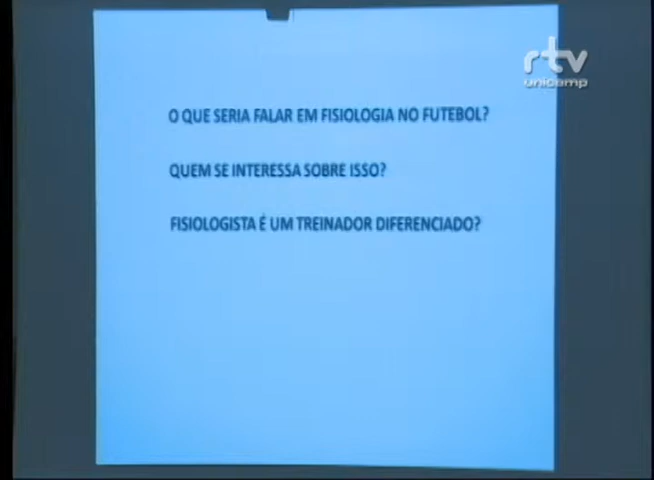 rtv
unicamp
O QUE SERIA FALAR EM FISIOLOGIA NO FUTEBOL?
QUEM SE INTERESSA SOBRE ISSO?
FISIOLOGISTA É UM TREINADOR DIFERENCIADO?